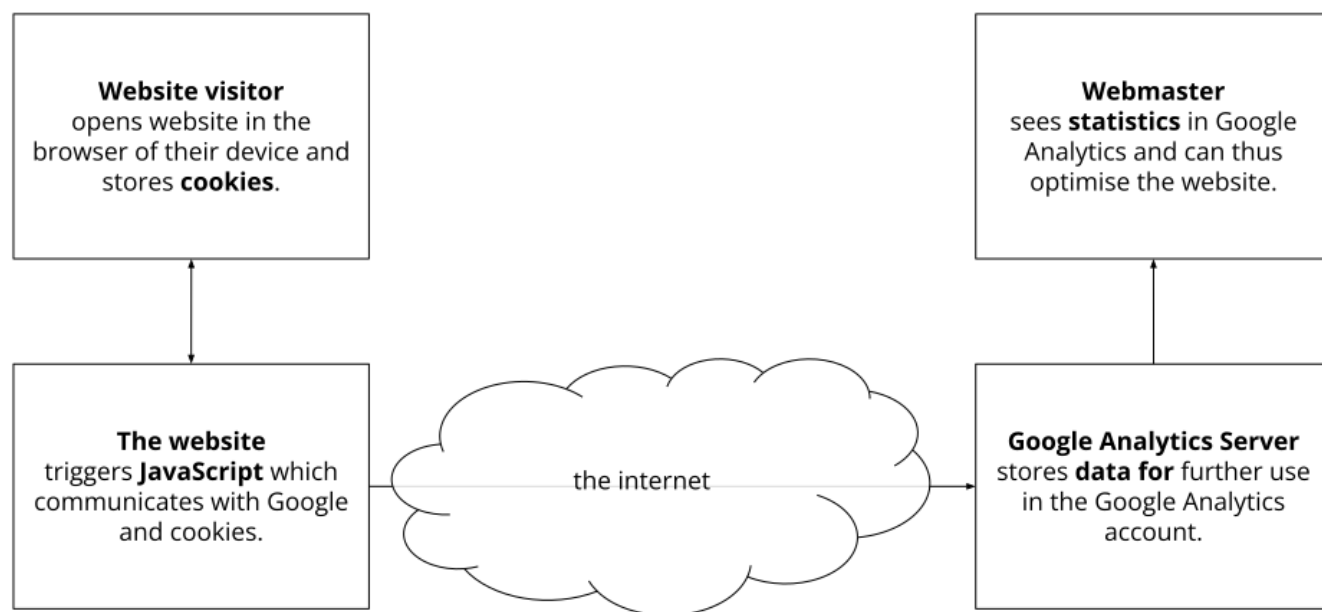 Website visitor
opens website in the
browser of their device and
stores cookies.
Webmaster
sees statistics in Google
Analytics and can thus
optimise the website.
The website
triggers JavaScript which
communicates with Google
and cookies.
the internet
Google Analytics Server
stores data for further use
in the Google Analytics
account.